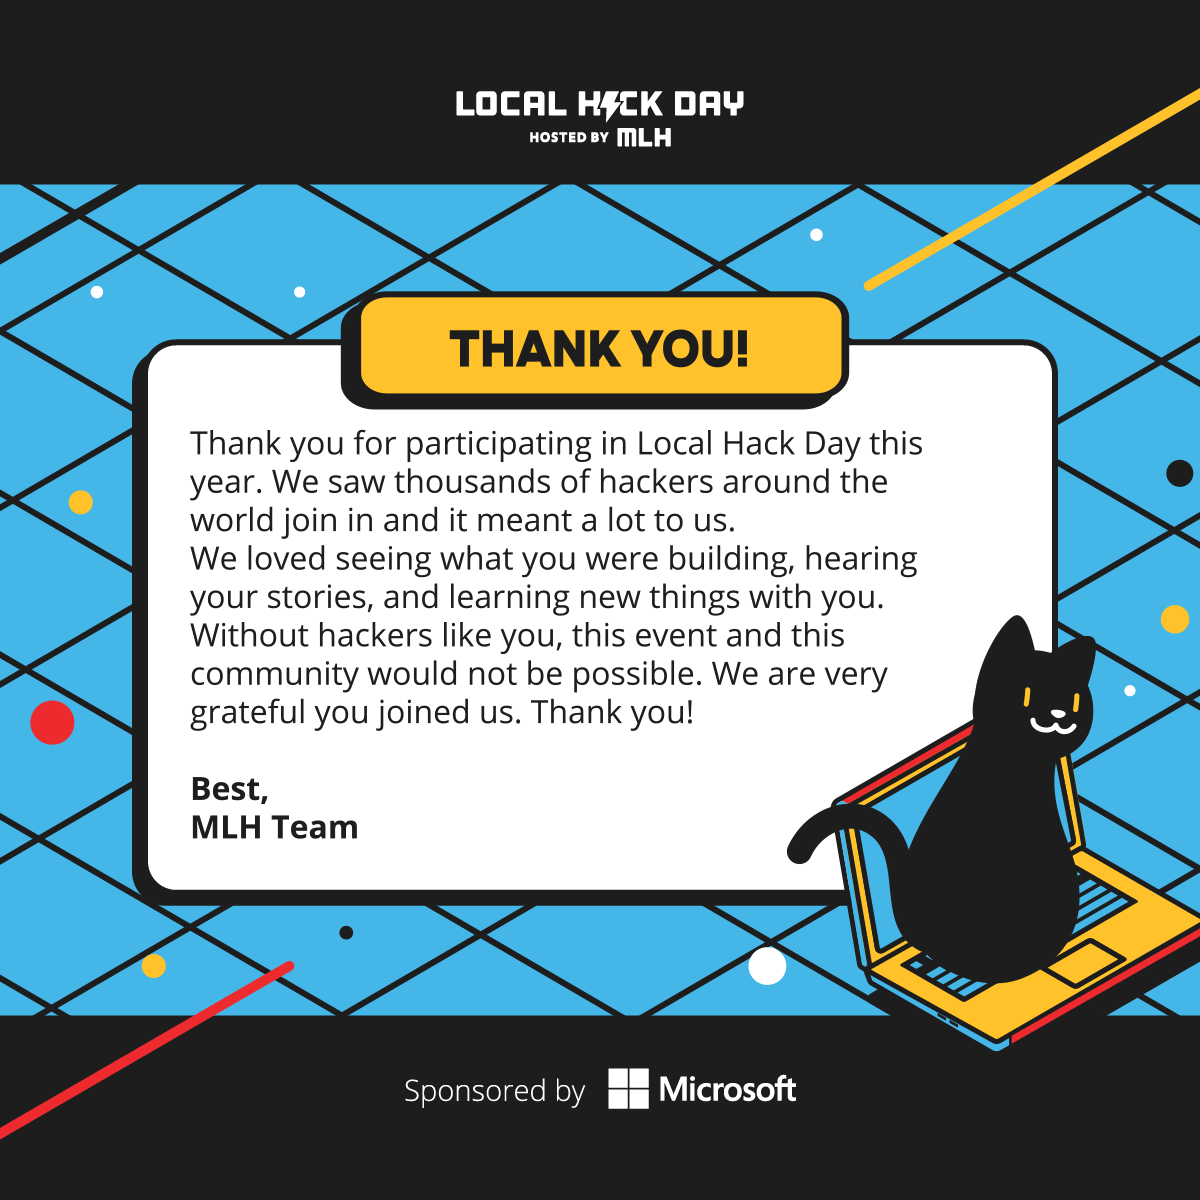 LOCAL HACK DAY
HOSTED BY MLH
THANK YOU!
Thank you for participating in Local Hack Day this
year. We saw thousands of hackers around the
world join in and it meant a lot to us.
We loved seeing what you were building, hearing
your stories, and learning new things with you.
Without hackers like you, this event and this
community would not be possible. We are very
grateful you joined us. Thank you!
Best,
MLH Team
Sponsored by Microsoft